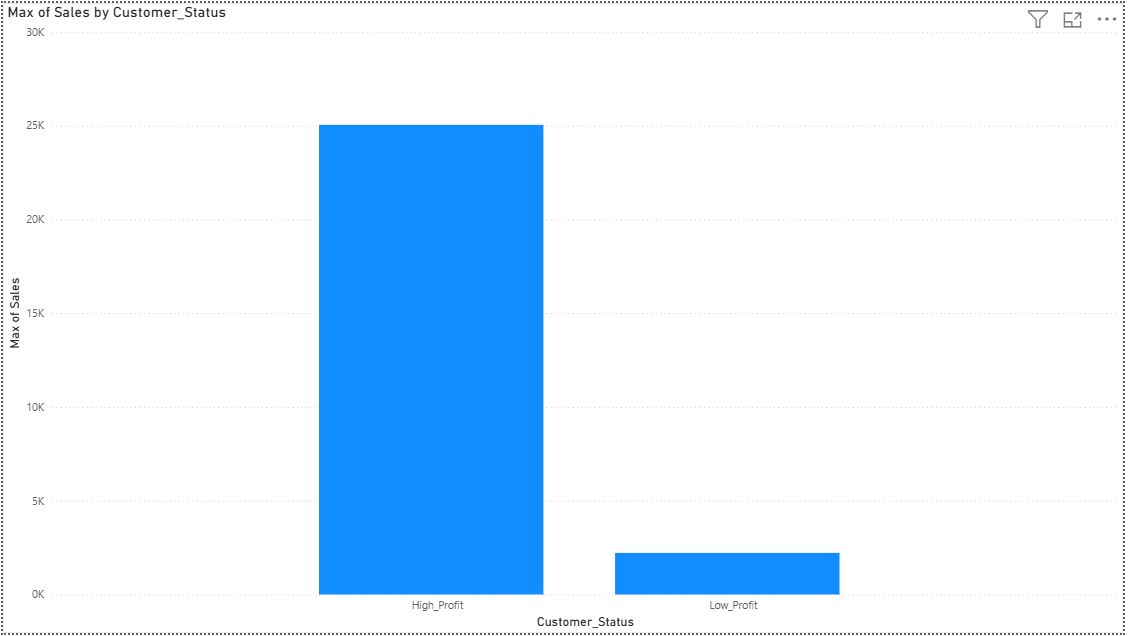 Max of Sales by Customer_Status
30K
25K
20K
15K
10K
5K
0K
Max of Sales
High_Profit Low_Profit
Customer_Status